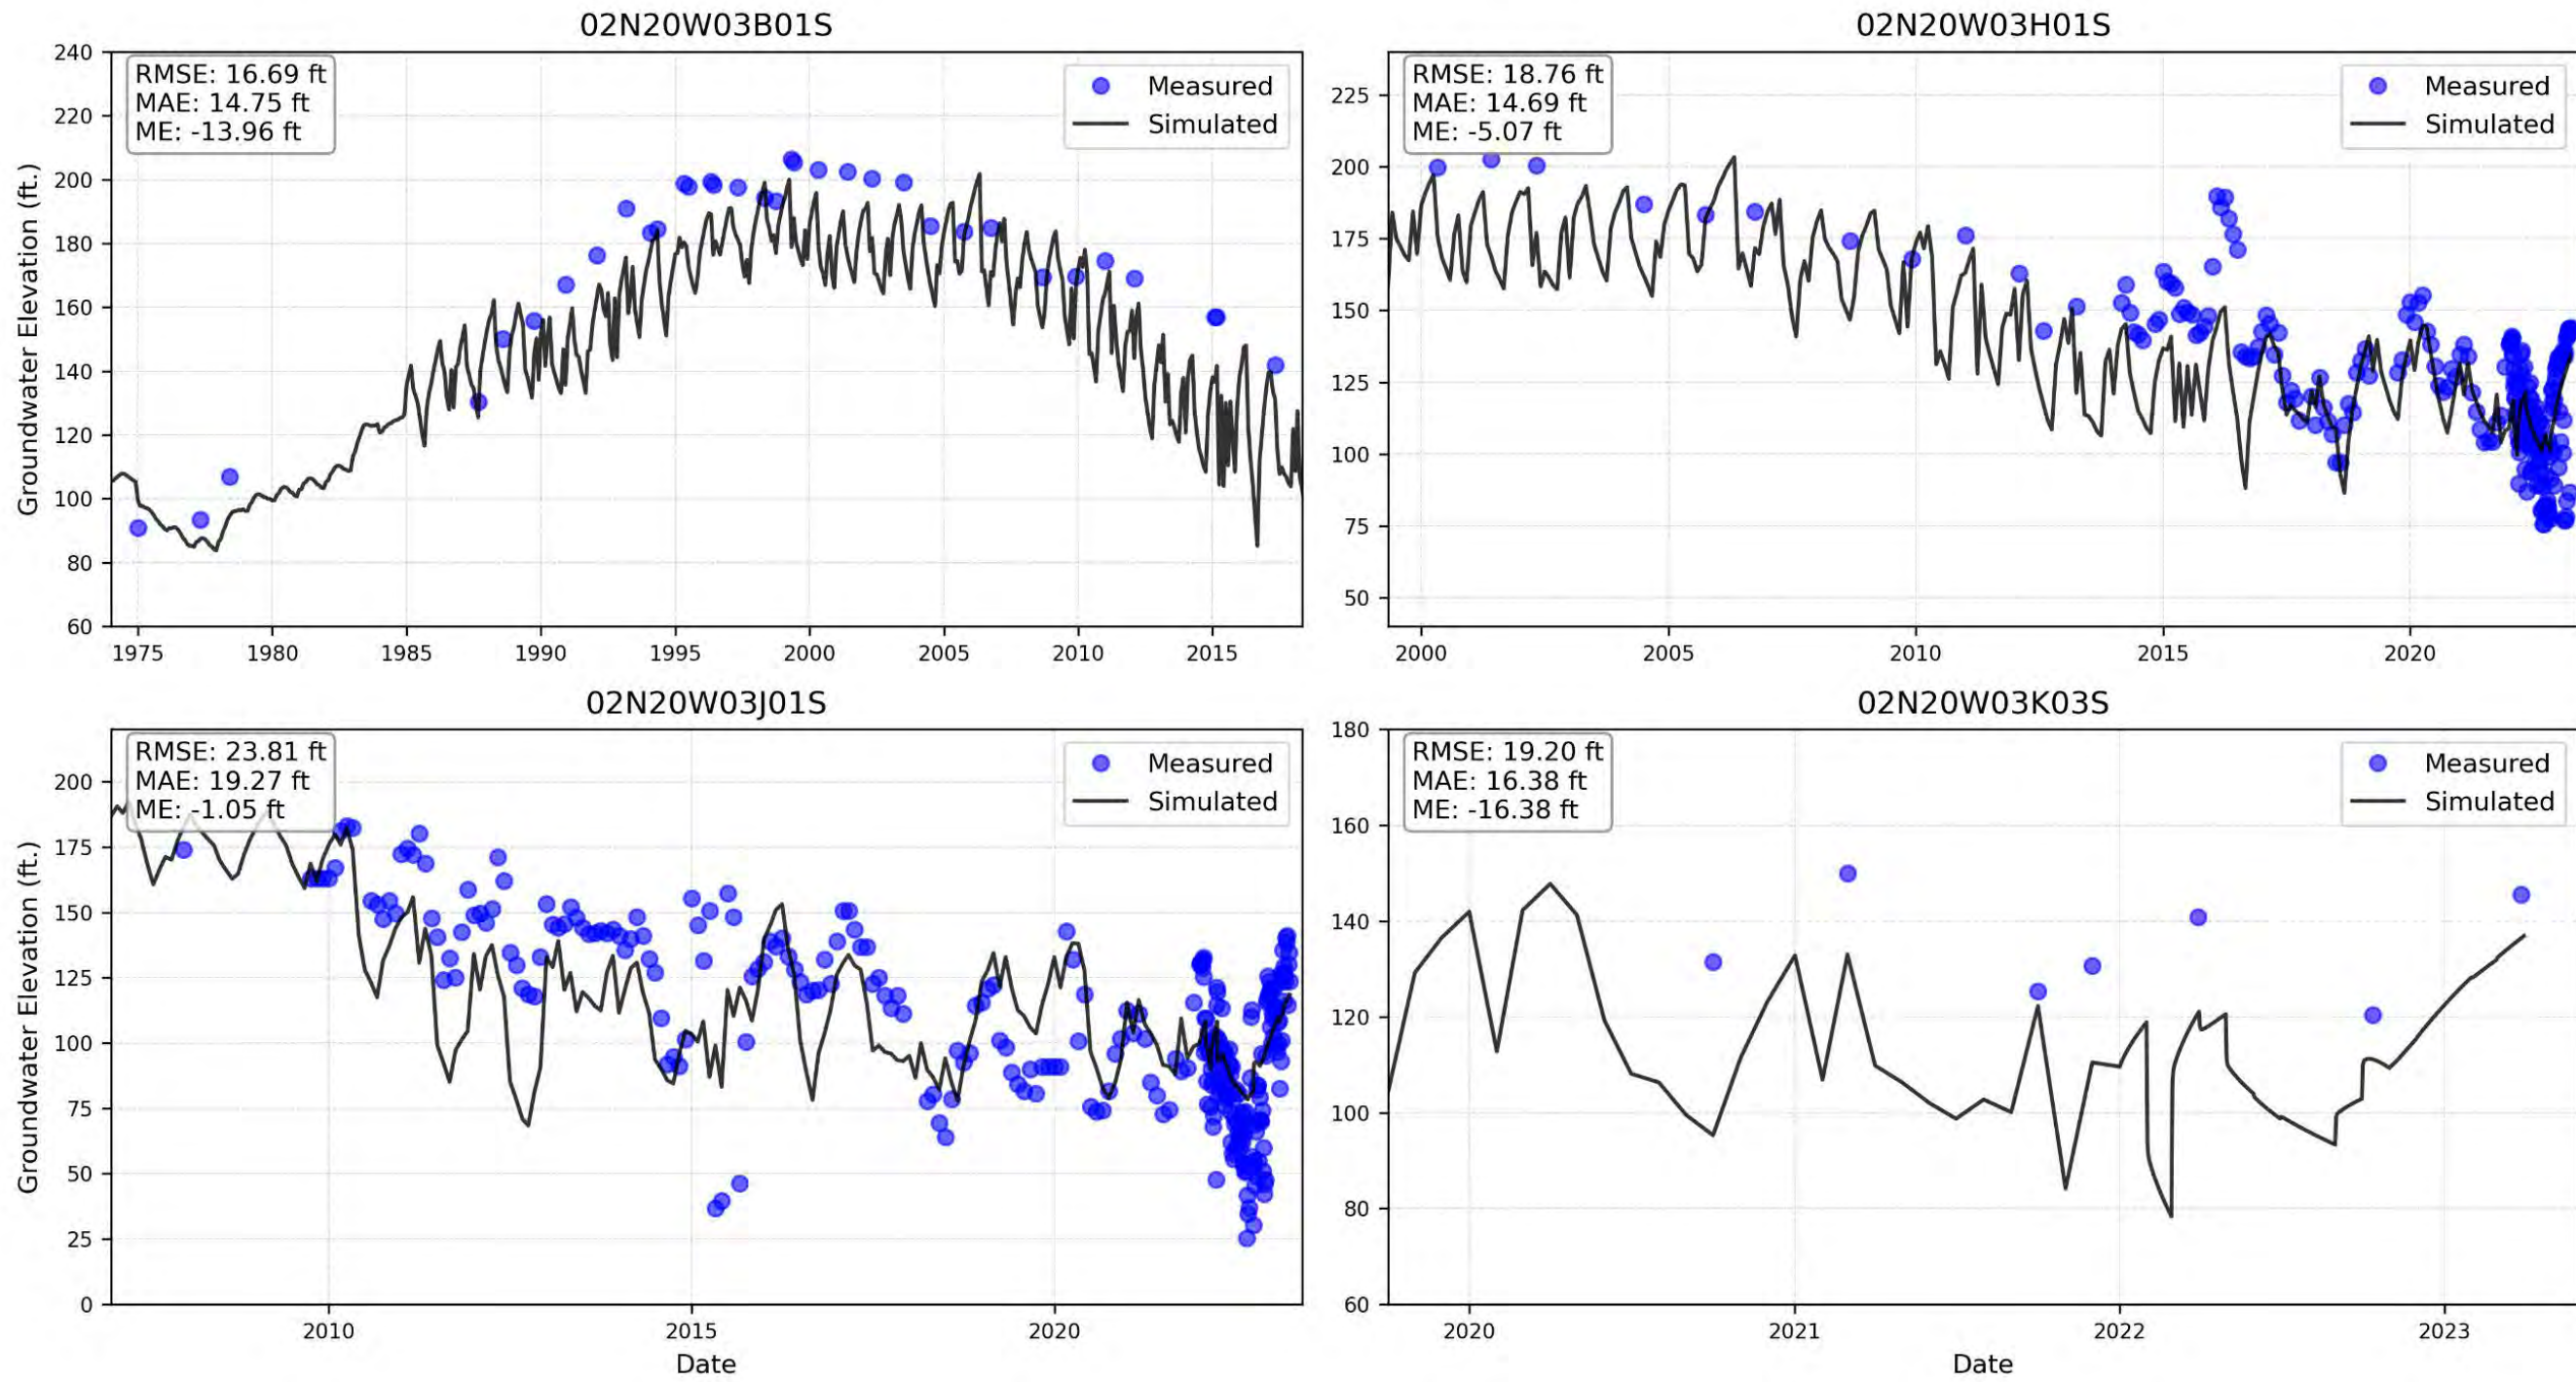 02N20W03B01S
RMSE: 16.69 ft
MAE: 14.75 ft
ME: -13.96 ft
Measured
Simulated
Groundwater Elevation (ft.)
240
220
200
180
160
140
120
100
80
60
1975 1980 1985 1990 1995 2000 2005 2010 2015
02N20W03H01S
RMSE: 18.76 ft
MAE: 14.69 ft
ME: -5.07 ft
Measured
Simulated
225
200
175
150
125
100
75
50
2000 2005 2010 2015 2020
02N20W03J01S
RMSE: 23.81 ft
MAE: 19.27 ft
ME: -1.05 ft
Measured
Simulated
Groundwater Elevation (ft.)
200
175
150
125
100
75
50
25
0
2010 2015 2020
Date
02N20W03K03S
RMSE: 19.20 ft
MAE: 16.38 ft
ME: -16.38 ft
Measured
Simulated
180
160
140
120
100
80
60
2020 2021 2022 2023
Date